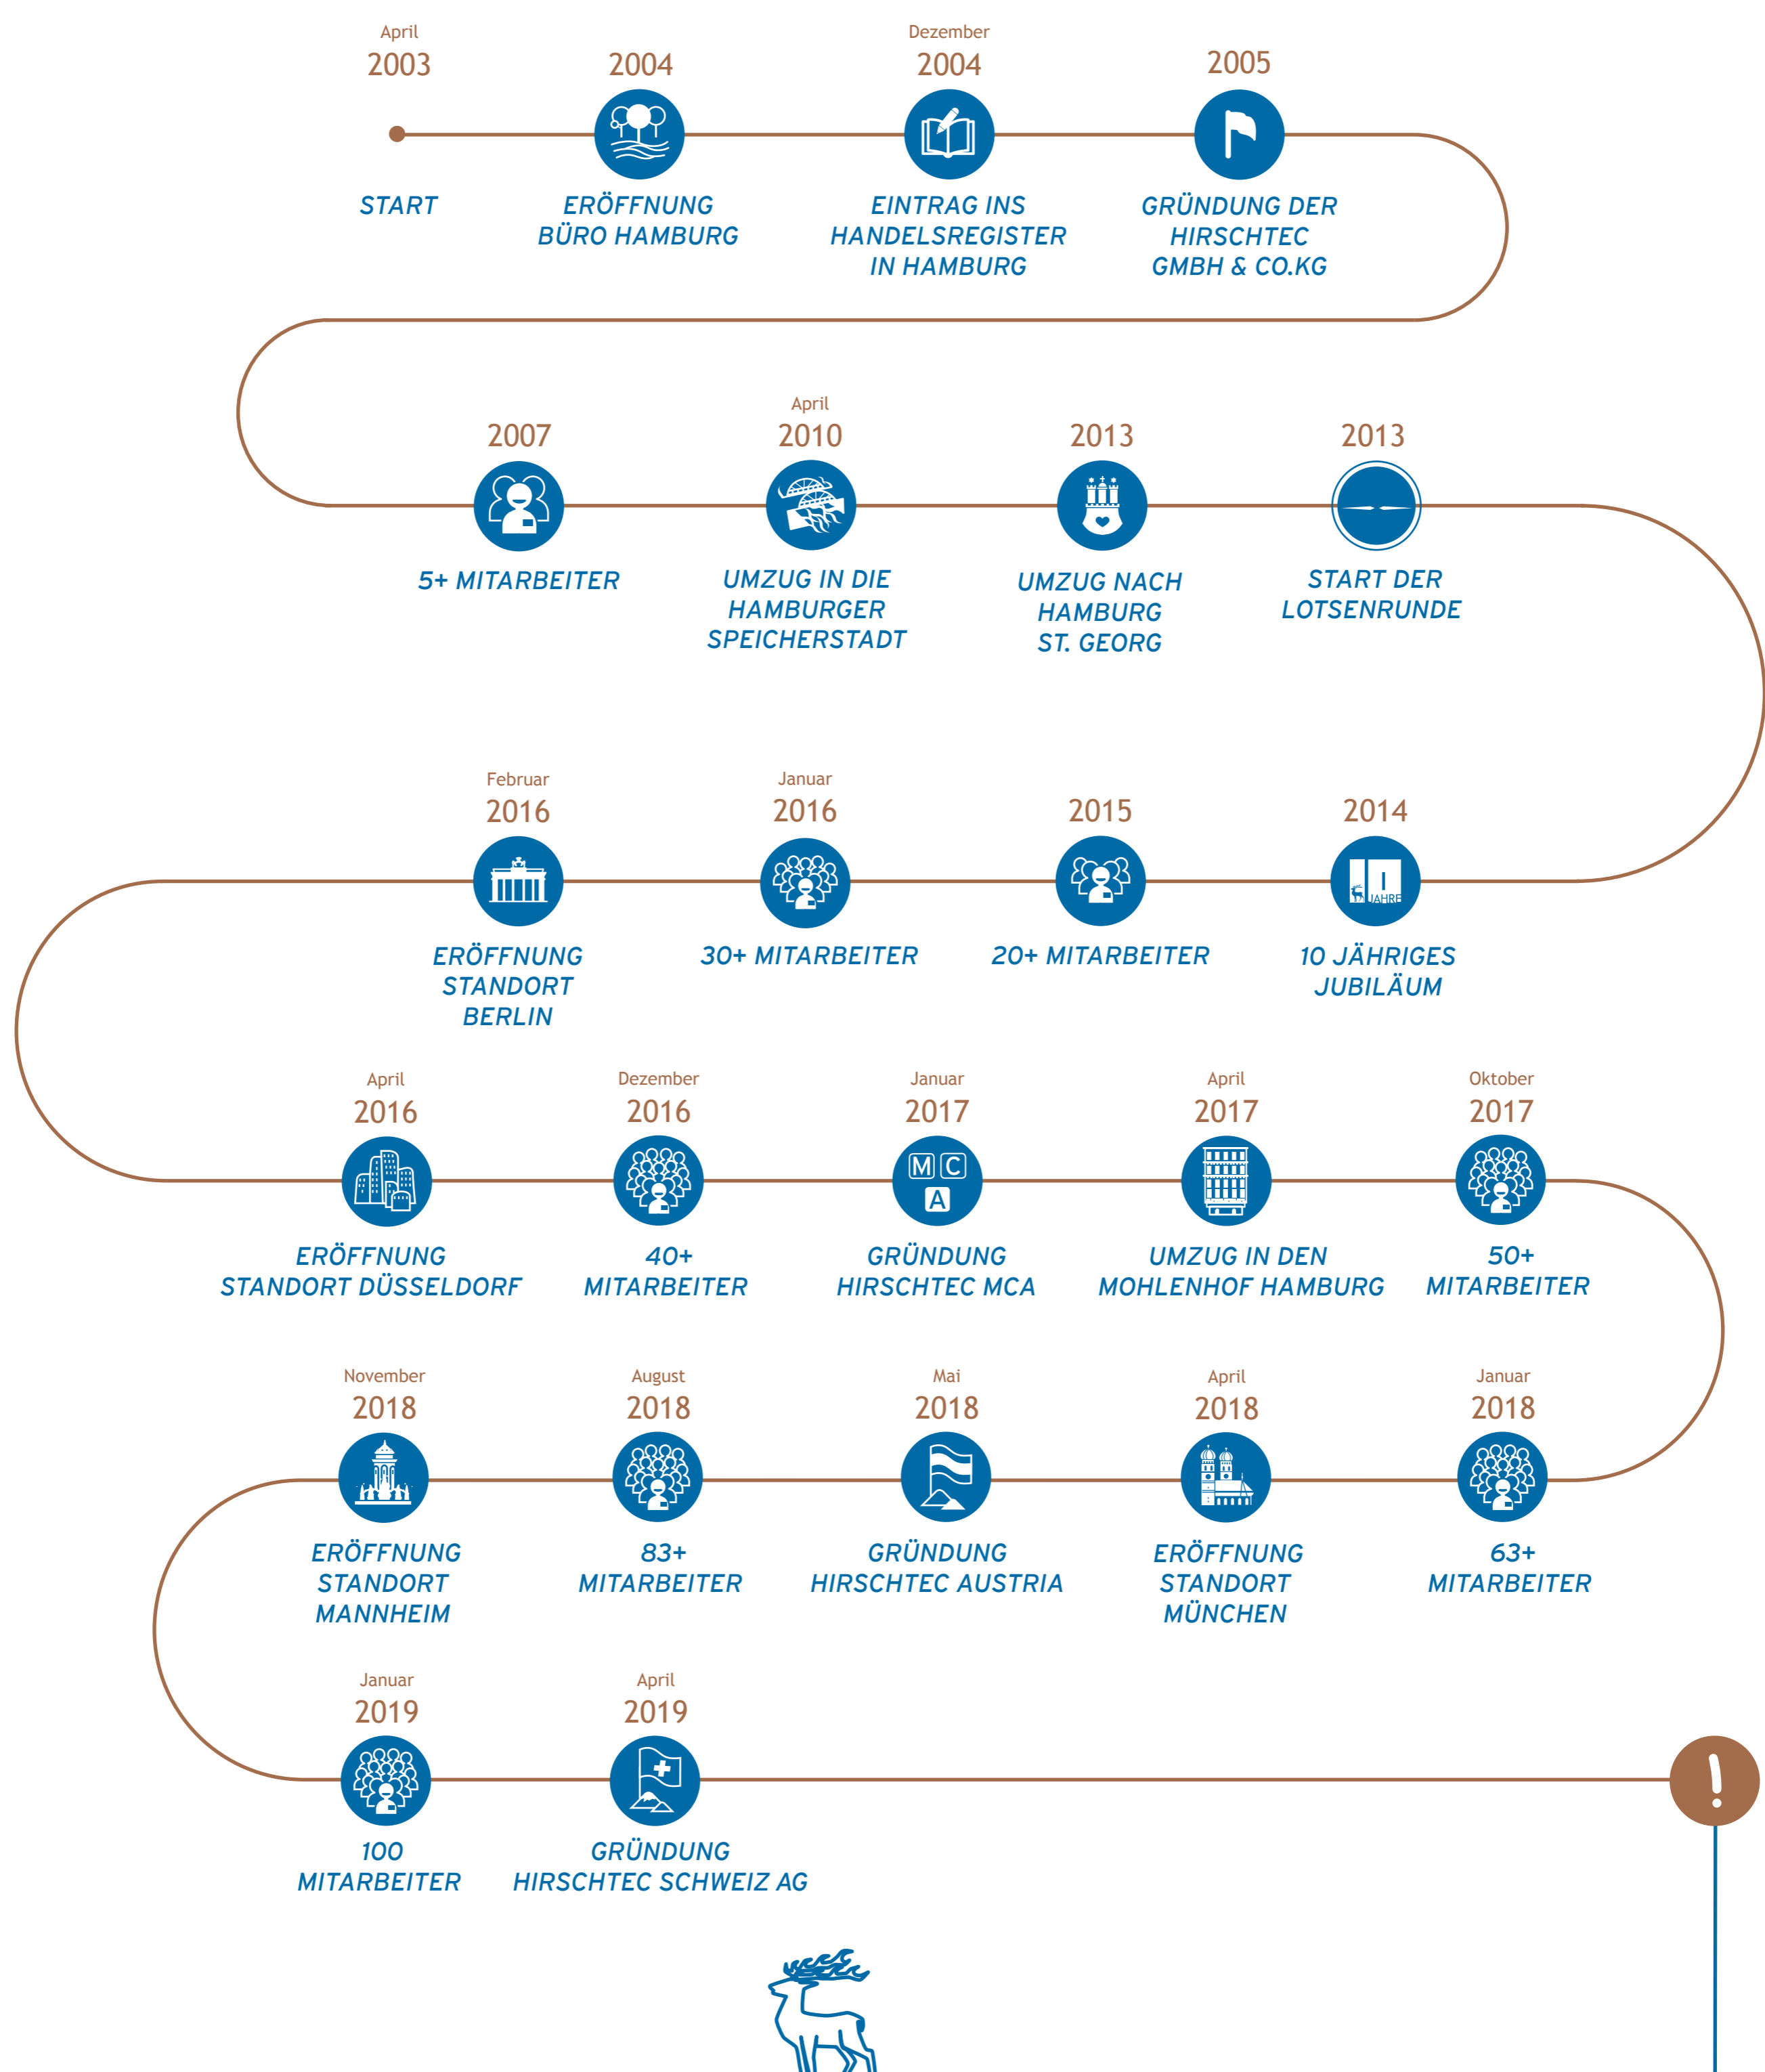 April
2003
START
2004
ERÖFFNUNG
BÜRO HAMBURG
Dezember
2004
EINTRAG INS
HANDELSREGISTER
IN HAMBURG
2005
GRÜNDUNG DER
HIRSCHTEC
GMBH & CO.KG
2007
5+ MITARBEITER
April
2010
UMZUG IN DIE
HAMBURGER
SPEICHERSTADT
2013
UMZUG NACH
HAMBURG
ST. GEORG
2013
START DER
LOTSENRUNDE
2014
I
JAHRE
10 JÄHRIGES
JUBILÄUM
2015
20+ MITARBEITER
Januar
2016
30+ MITARBEITER
Februar
2016
ERÖFFNUNG
STANDORT
BERLIN
April
2016
ERÖFFNUNG
STANDORT DÜSSELDORF
Dezember
2016
40+
MITARBEITER
Januar
2017
M C
A
GRÜNDUNG
HIRSCHTEC MCA
April
2017
UMZUG IN DEN
MOHLENHOF HAMBURG
Oktober
2017
50+
MITARBEITER
Januar
2018
63+
MITARBEITER
April
2018
ERÖFFNUNG
STANDORT
MÜNCHEN
Mai
2018
GRÜNDUNG
HIRSCHTEC AUSTRIA
August
2018
83+
MITARBEITER
November
2018
ERÖFFNUNG
STANDORT
MANNHEIM
Januar
2019
100
MITARBEITER
April
2019
GRÜNDUNG
HIRSCHTEC SCHWEIZ AG
!